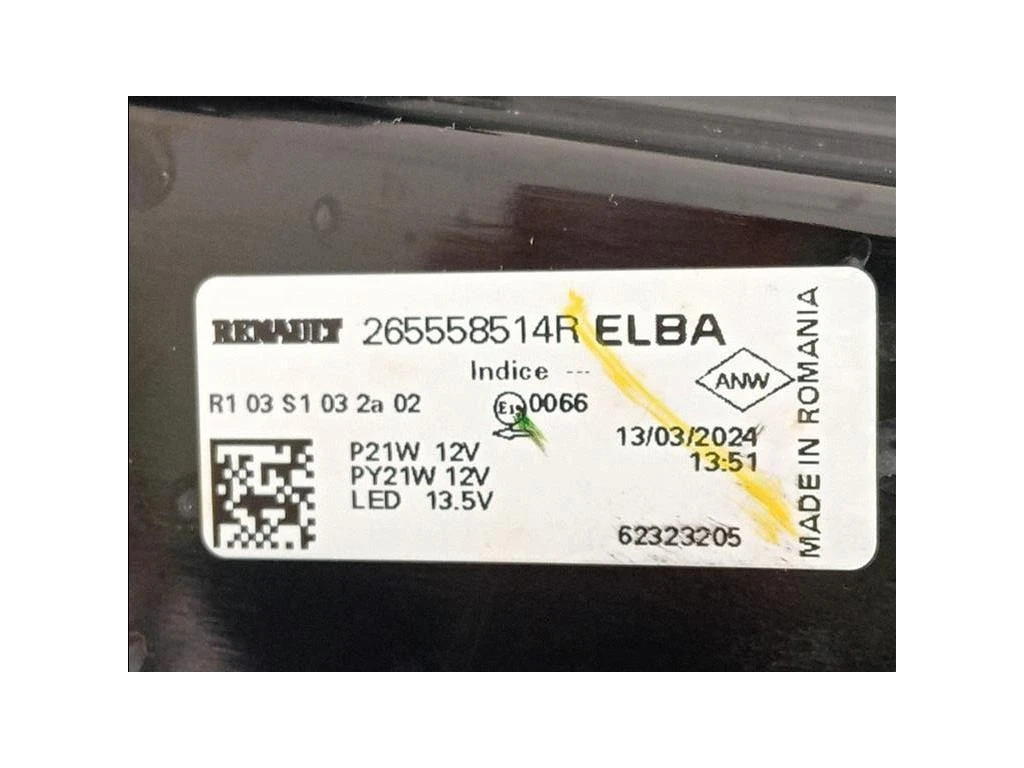 RENAULT 265558514R ELBA
Indice ---
ANW
R1 03 S1 03 2a 02
0066
13/03/2024
13:51
P21W 12V
PY21W 12V
LED 13.5V
62323205
MADE IN ROMANIA